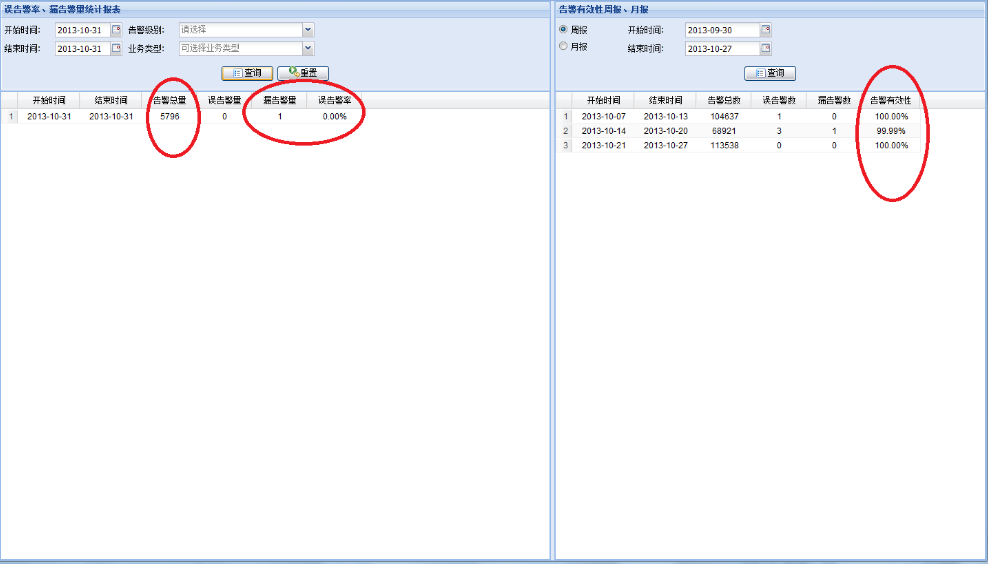 误告警率、漏告警量统计报表
开始时间: 2013-10-31 告警级别: 请选择
结束时间: 2013-10-31 业务类型: 可选择业务类型
查询 重置
开始时间 结束时间 告警总量 误告警量 漏告警量 误告警率
1 2013-10-31 2013-10-31 5796 0 1 0.00%
告警有效性周报、月报
周报 开始时间: 2013-09-30
月报 结束时间: 2013-10-27
查询
开始时间 结束时间 告警总数 误告警数 漏告警数 告警有效性
1 2013-10-07 2013-10-13 104637 1 0 100.00%
2 2013-10-14 2013-10-20 68921 3 1 99.99%
3 2013-10-21 2013-10-27 113538 0 0 100.00%